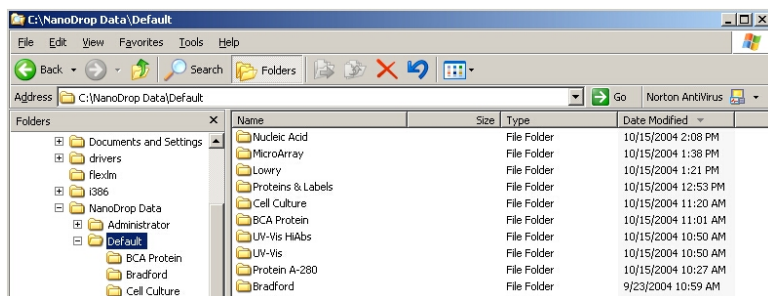 C:\NanoDrop Data\Default
File Edit View Favorites Tools Help
Back Search Folders
Address C:\NanoDrop Data\Default Go Norton AntiVirus
Folders Name Size Type Date Modified
Documents and Settings
drivers
flexlm
i386
NanoDrop Data
Administrator
Default
BCA Protein
Bradford
Cell Culture
Nucleic Acid File Folder 10/15/2004 2:08 PM
MicroArray File Folder 10/15/2004 1:38 PM
Lowry File Folder 10/15/2004 1:21 PM
Proteins & Labels File Folder 10/15/2004 12:53 PM
Cell Culture File Folder 10/15/2004 11:20 AM
BCA Protein File Folder 10/15/2004 11:01 AM
UV-Vis HiAbs File Folder 10/15/2004 10:50 AM
UV-Vis File Folder 10/15/2004 10:50 AM
Protein A-280 File Folder 10/15/2004 10:27 AM
Bradford File Folder 9/23/2004 10:59 AM